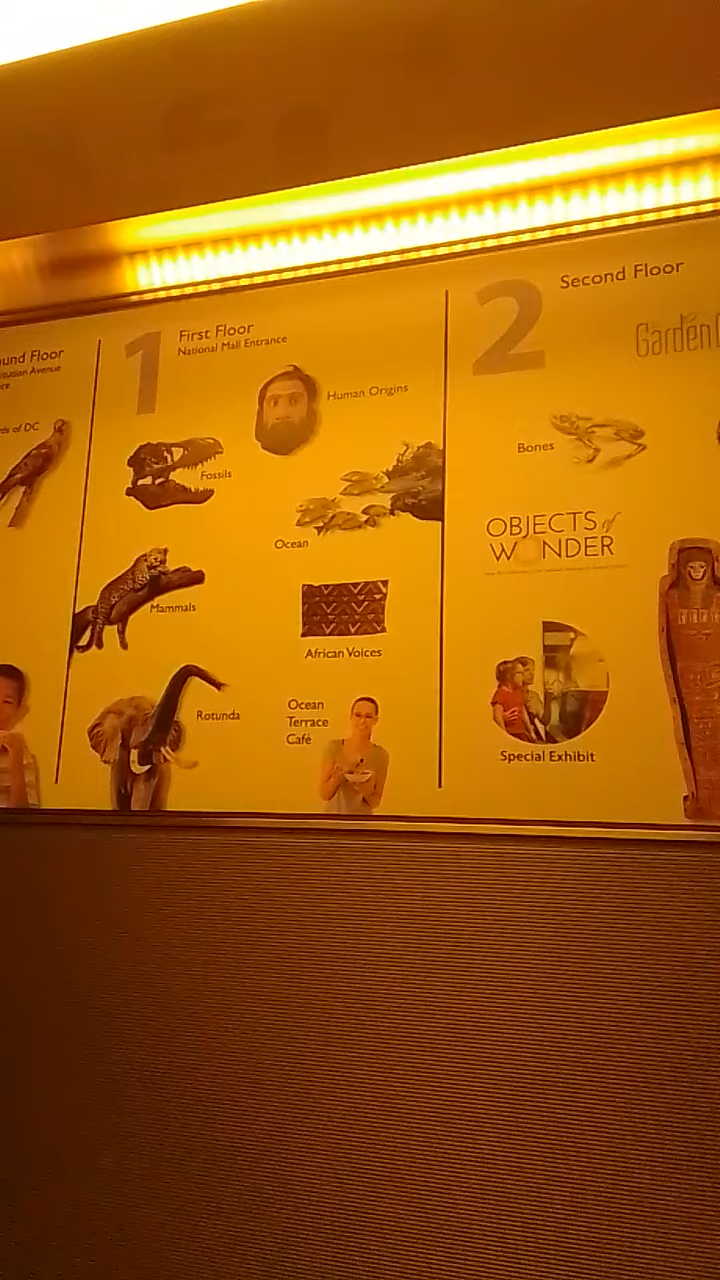 und Floor
itution Avenue
ce
ds of DC
1
First Floor
National Mall Entrance
Human Origins
Fossils
Ocean
Mammals
African Voices
Rotunda
Ocean
Terrace
Café
2
Second Floor
Garden
Bones
OBJECTS of
WONDER
Special Exhibit